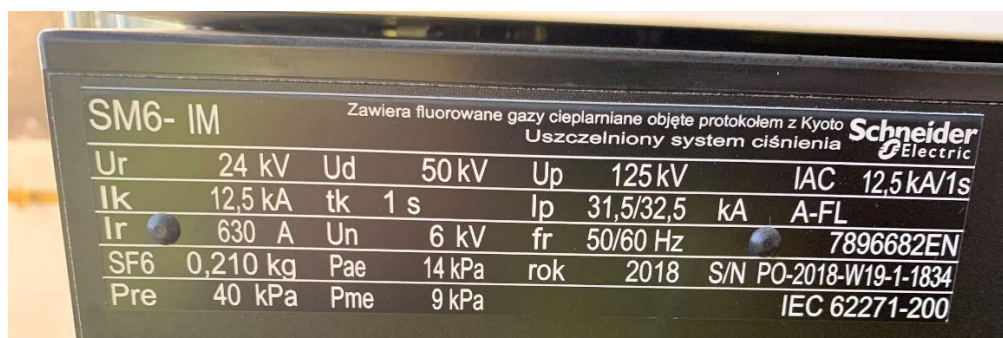 SM6- IM Zawiera fluorowane gazy cieplarniane objęte protokołem z Kyoto Schneider
Uszczelniony system ciśnienia Electric
Ur 24 kV Ud 50 kV Up 125 kV IAC 12,5 kA/1s
Ik 12,5 kA tk 1 s Ip 31,5/32,5 kA A-FL
Ir 630 A Un 6 kV fr 50/60 Hz 7896682EN
SF6 0,210 kg Pae 14 kPa rok 2018 S/N PO-2018-W19-1-1834
Pre 40 kPa Pme 9 kPa IEC 62271-200